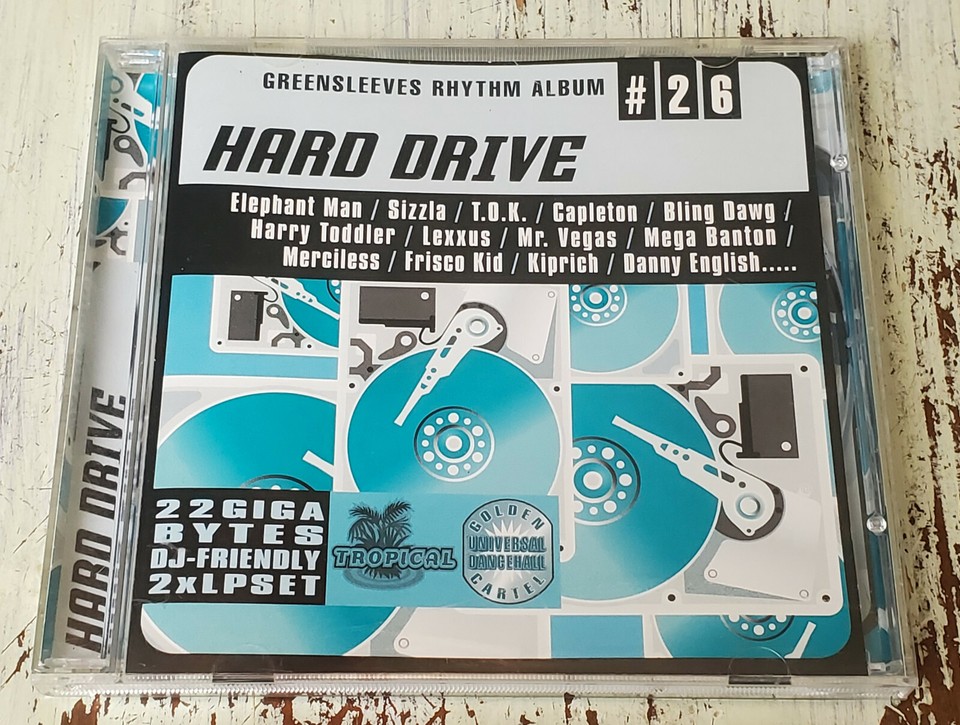 GREENSLEEVES RHYTHM ALBUM #26
HARD DRIVE
Elephant Man / Sizzla / T.O.K. / Capleton / Bling Dawg /
Harry Toddler / Lexxus / Mr. Vegas / Mega Banton /
Merciless / Frisco Kid / Kiprich / Danny English.....
22GIGA
BYTES
DJ-FRIENDLY
2xLPSET
TROPICAL
GOLDEN
UNIVERSAL
DANCEHALL
CARTEL
HARD DRIVE